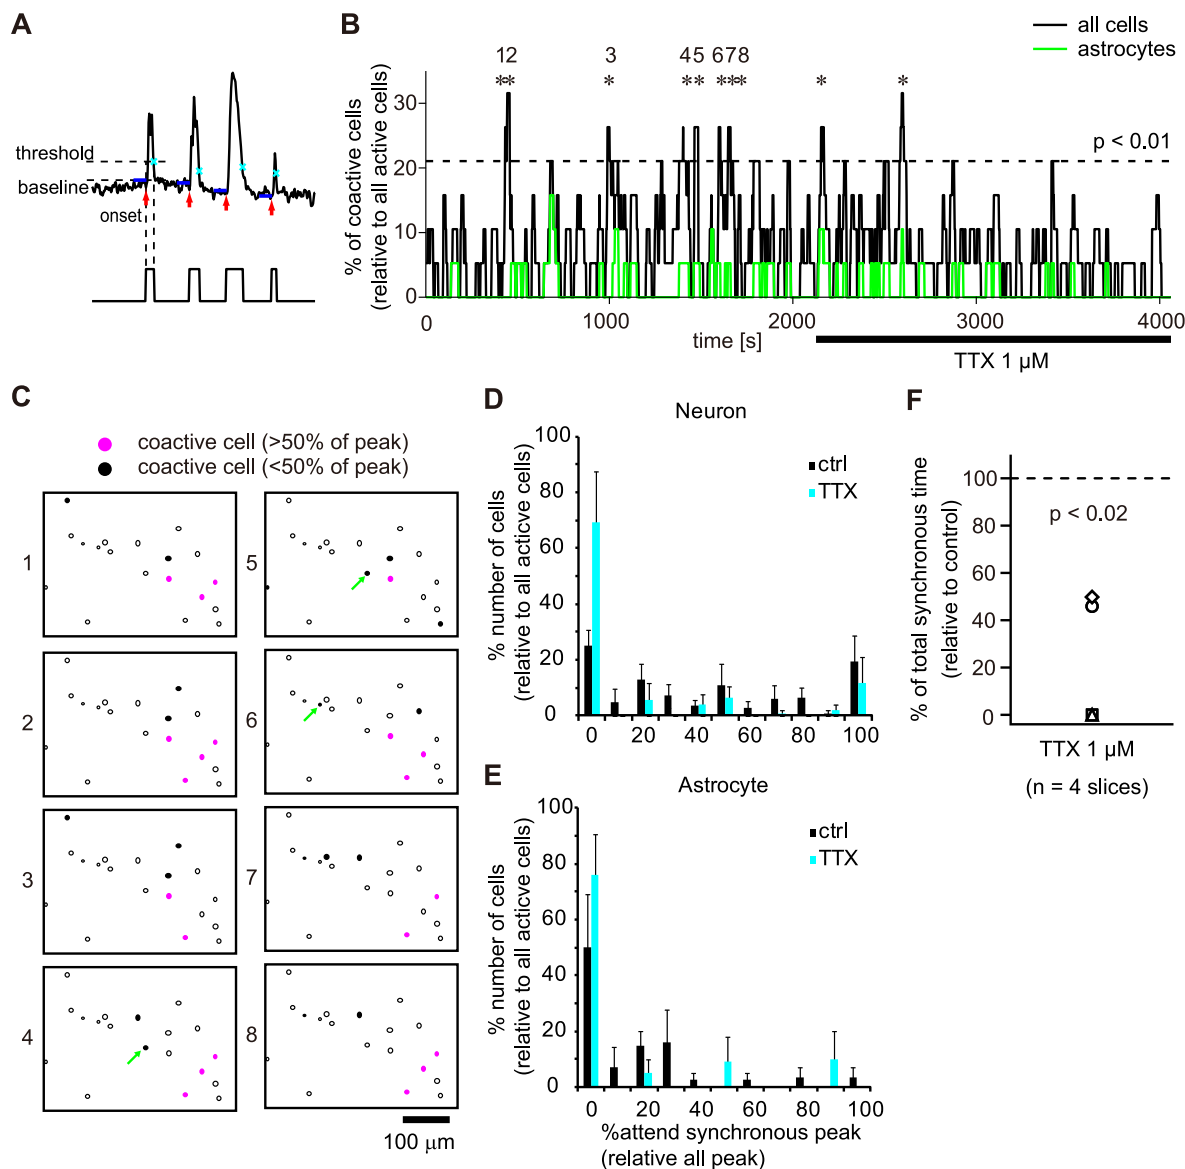 A
threshold
baseline
onset
B
all cells
astrocytes
12 3 45 678
** * ** *** * *
% of coactive cells
(relative to all active cells)
30
20
10
0
p < 0.01
0 1000 2000 3000 4000
time [s]
TTX 1 μM
C
coactive cell (>50% of peak)
coactive cell (<50% of peak)
1
2
3
4
5
6
7
8
100 μm
D
Neuron
% number of cells
(relative to all acticve cells)
100
80
60
40
20
0
ctrl
TTX
0 20 40 60 80 100
E
Astrocyte
% number of cells
(relative to all acticve cells)
100
80
60
40
20
0
ctrl
TTX
0 20 40 60 80 100
%attend synchronous peak
(relative all peak)
F
% of total synchronous time
(relative to control)
100
80
60
40
20
0
p < 0.02
TTX 1 μM
(n = 4 slices)